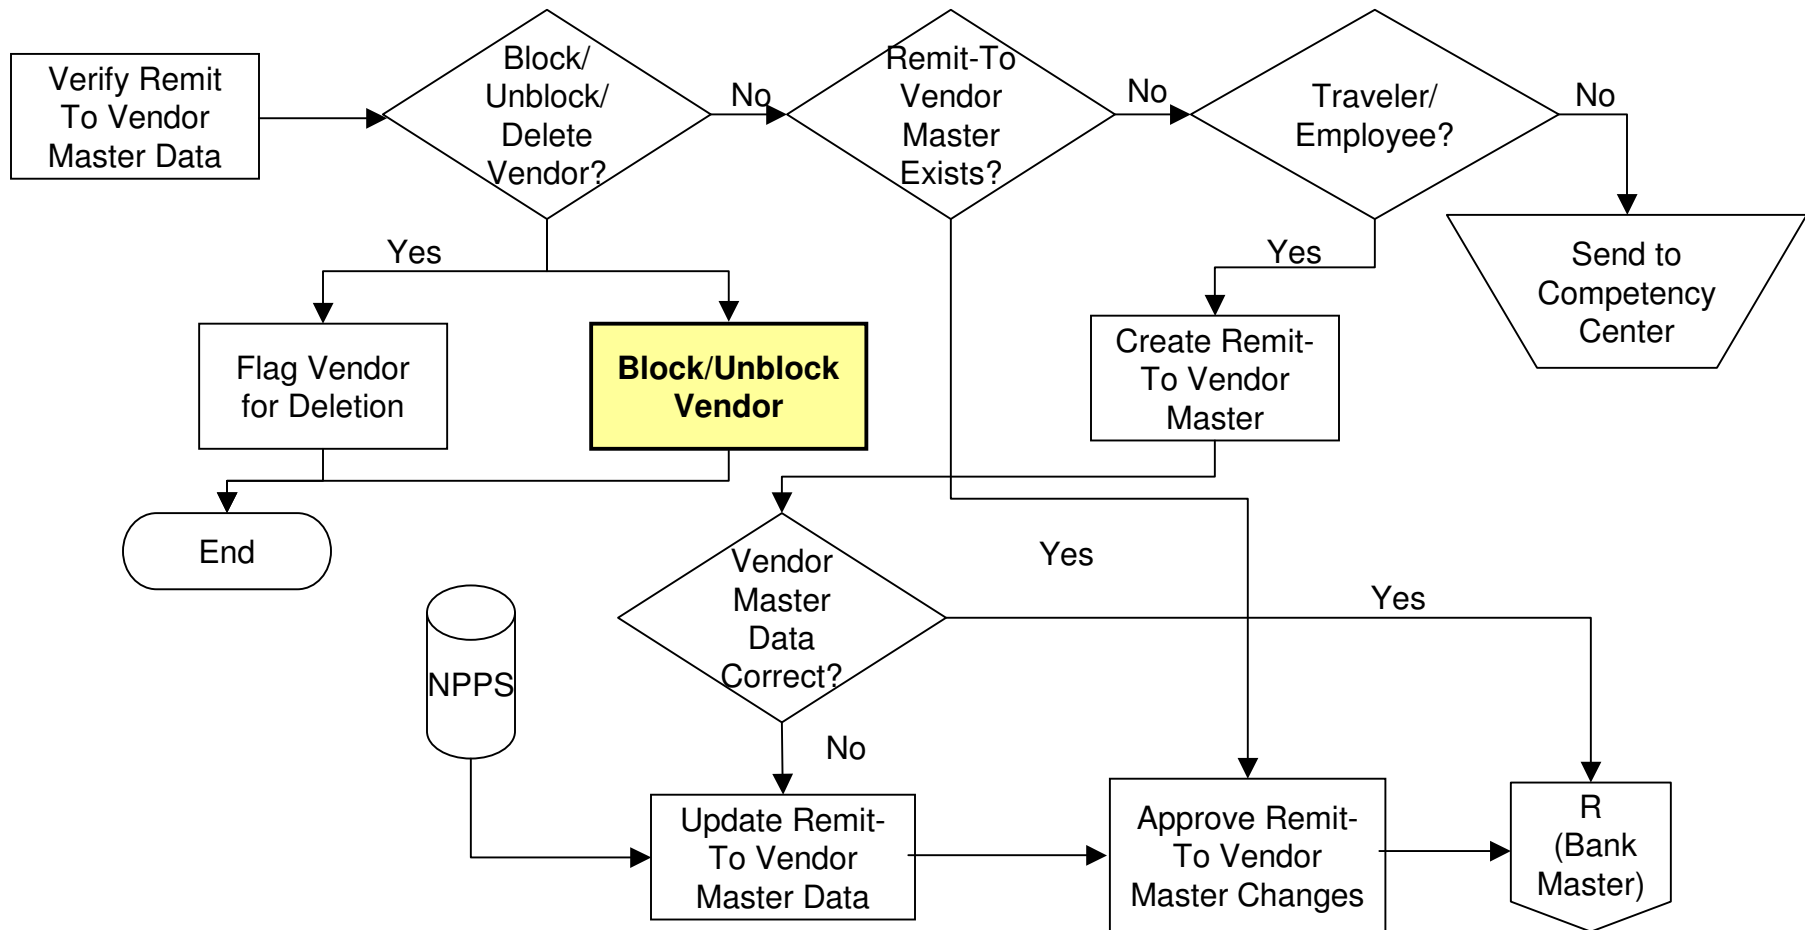 Verify Remit
To Vendor
Master Data
Block/
Unblock/
Delete
Vendor?
No
Remit-To
Vendor
Master
Exists?
No
Traveler/
Employee?
No
Yes
Yes
Send to
Competency
Center
Flag Vendor
for Deletion
Block/Unblock
Vendor
Create Remit-
To Vendor
Master
End
Vendor
Master
Data
Correct?
Yes
Yes
NPPS
No
Update Remit-
To Vendor
Master Data
Approve Remit-
To Vendor
Master Changes
R
(Bank
Master)